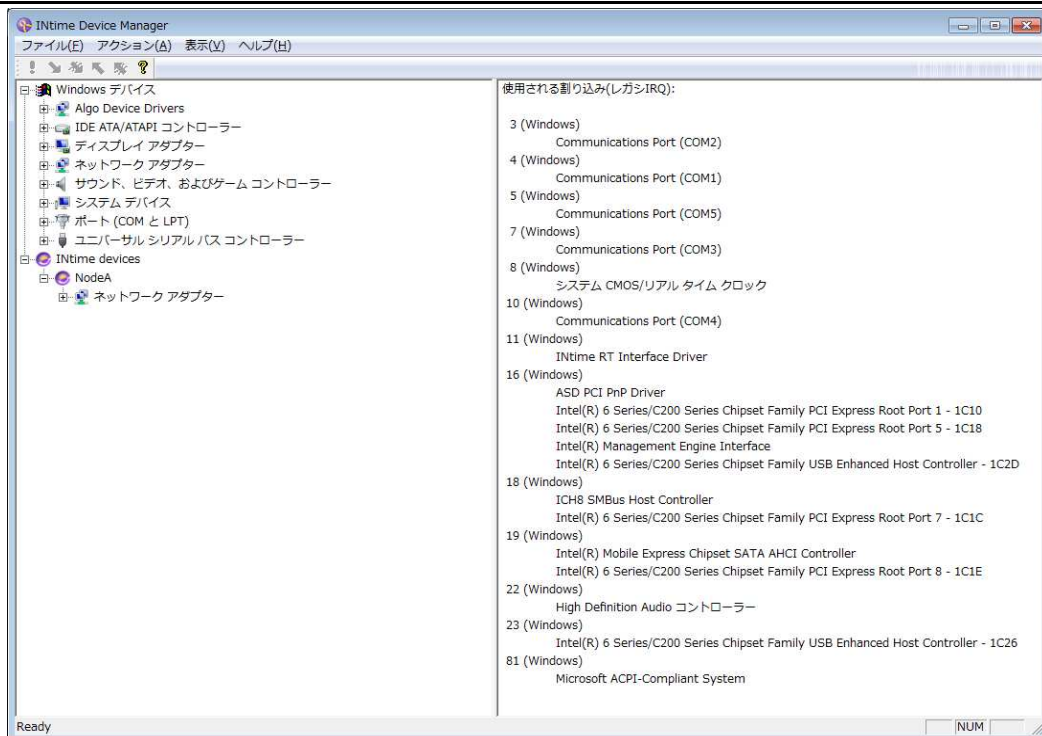 INtime Device Manager
ファイル(F) アクション(A) 表示(V) ヘルプ(H)
Windows デバイス
Algo Device Drivers
IDE ATA/ATAPI コントローラー
ディスプレイ アダプター
ネットワーク アダプター
サウンド、ビデオ、およびゲーム コントローラー
システム デバイス
ポート (COM と LPT)
ユニバーサル シリアル バス コントローラー
INtime devices
NodeA
ネットワーク アダプター
使用される割り込み(レガシIRQ):
3 (Windows)
Communications Port (COM2)
4 (Windows)
Communications Port (COM1)
5 (Windows)
Communications Port (COM5)
7 (Windows)
Communications Port (COM3)
8 (Windows)
システム CMOS/リアル タイム クロック
10 (Windows)
Communications Port (COM4)
11 (Windows)
INtime RT Interface Driver
16 (Windows)
ASD PCI PnP Driver
Intel(R) 6 Series/C200 Series Chipset Family PCI Express Root Port 1 - 1C10
Intel(R) 6 Series/C200 Series Chipset Family PCI Express Root Port 5 - 1C18
Intel(R) Management Engine Interface
Intel(R) 6 Series/C200 Series Chipset Family USB Enhanced Host Controller - 1C2D
18 (Windows)
ICH8 SMBus Host Controller
Intel(R) 6 Series/C200 Series Chipset Family PCI Express Root Port 7 - 1C1C
19 (Windows)
Intel(R) Mobile Express Chipset SATA AHCI Controller
Intel(R) 6 Series/C200 Series Chipset Family PCI Express Root Port 8 - 1C1E
22 (Windows)
High Definition Audio コントローラー
23 (Windows)
Intel(R) 6 Series/C200 Series Chipset Family USB Enhanced Host Controller - 1C26
81 (Windows)
Microsoft ACPI-Compliant System
Ready
NUM